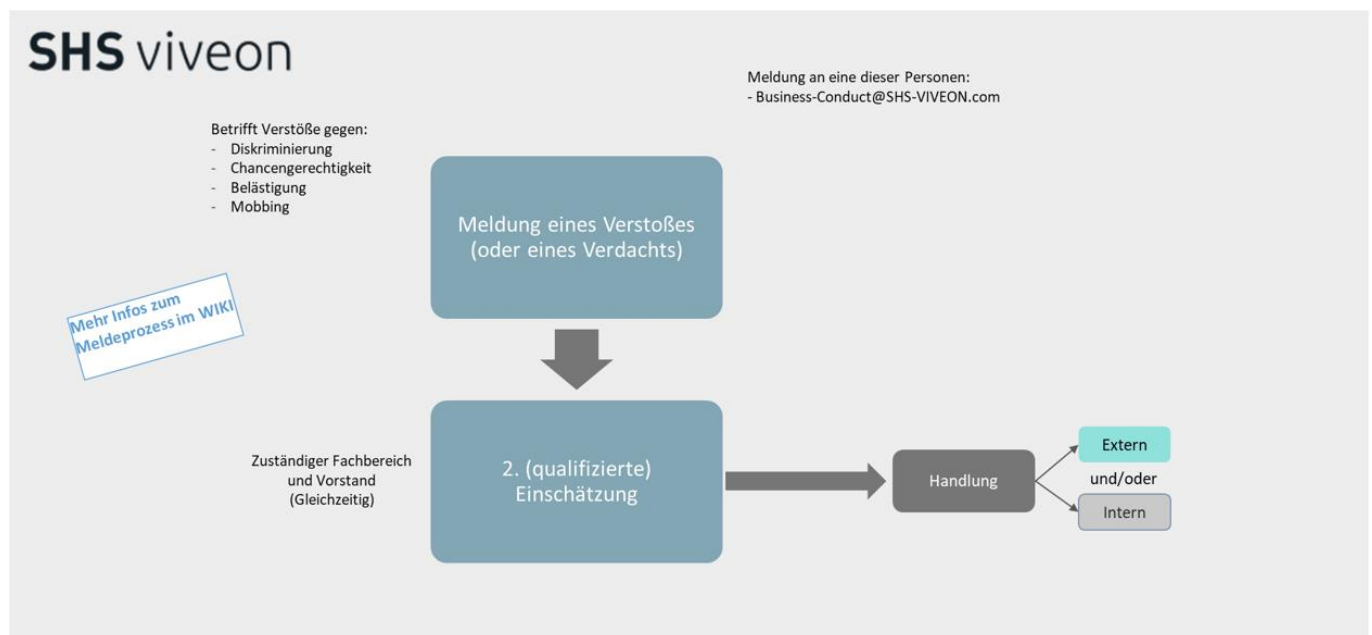 SHS viveon
Meldung an eine dieser Personen:
- Business-Conduct@SHS-VIVEON.com
Betrifft Verstöße gegen:
- Diskriminierung
- Chancengerechtigkeit
- Belästigung
- Mobbing
Meldung eines Verstoßes
(oder eines Verdachts)
Mehr Infos zum
Meldeprozess im WIKI
Zuständiger Fachbereich
und Vorstand
(Gleichzeitig)
2. (qualifizierte)
Einschätzung
Handlung
Extern
und/oder
Intern